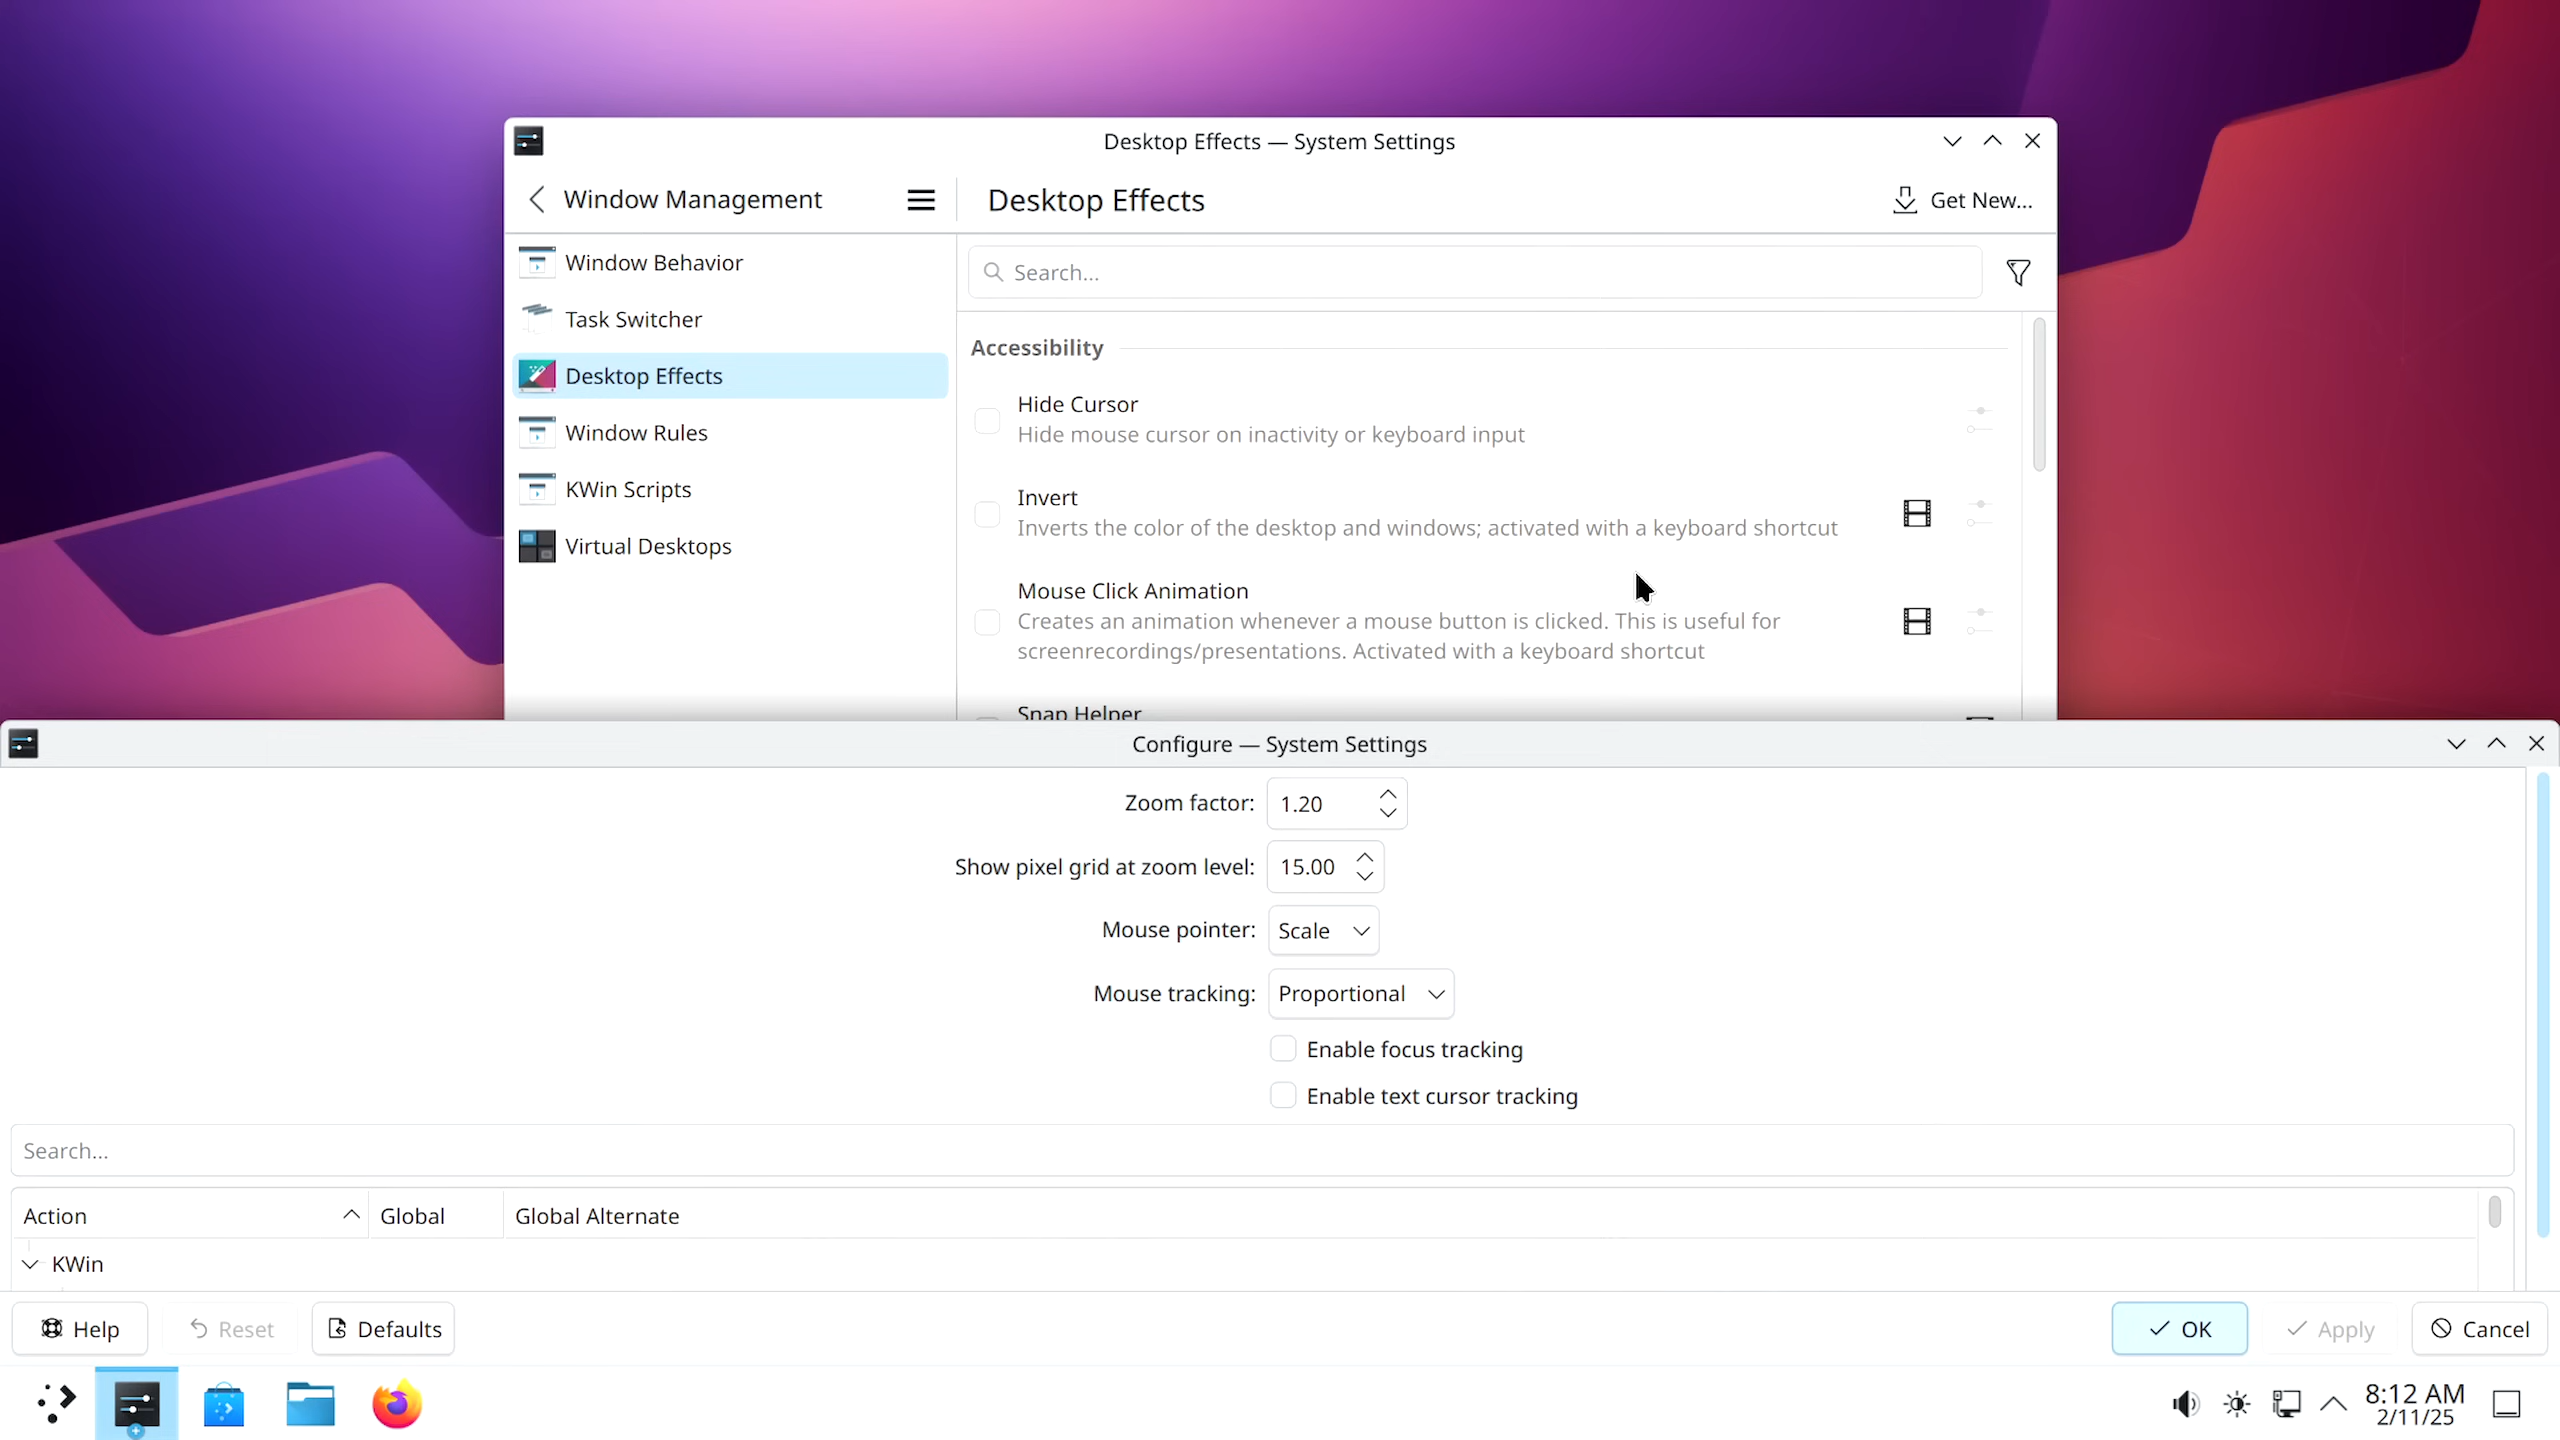 Desktop Effects — System Settings
Window Management
Desktop Effects
Get New...
Window Behavior
Task Switcher
Desktop Effects
Window Rules
KWin Scripts
Virtual Desktops
Search...
Accessibility
Hide Cursor
Hide mouse cursor on inactivity or keyboard input
Invert
Inverts the color of the desktop and windows; activated with a keyboard shortcut
Mouse Click Animation
Creates an animation whenever a mouse button is clicked. This is useful for
screenrecordings/presentations. Activated with a keyboard shortcut
Snap Helper
Configure — System Settings
Zoom factor: 1.20
Show pixel grid at zoom level: 15.00
Mouse pointer: Scale
Mouse tracking: Proportional
Enable focus tracking
Enable text cursor tracking
Search...
Action Global Global Alternate
KWin
Help Reset Defaults OK Apply Cancel
8:12 AM
2/11/25